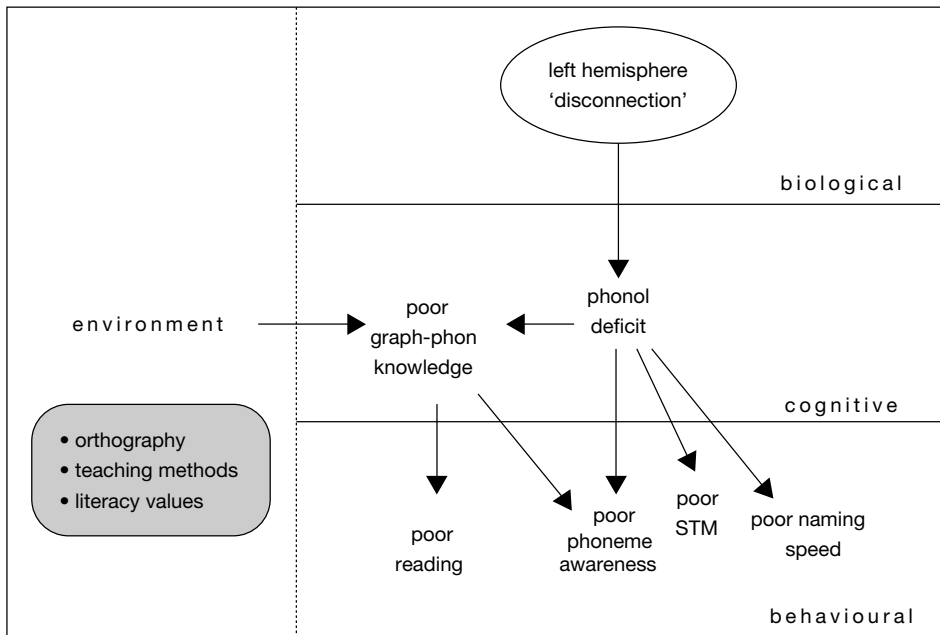 left hemisphere
‘disconnection’
biological
environment
poor
graph-phon
knowledge
phonol
deficit
cognitive
• orthography
• teaching methods
• literacy values
poor
reading
poor
phoneme
awareness
poor
STM
poor naming
speed
behavioural